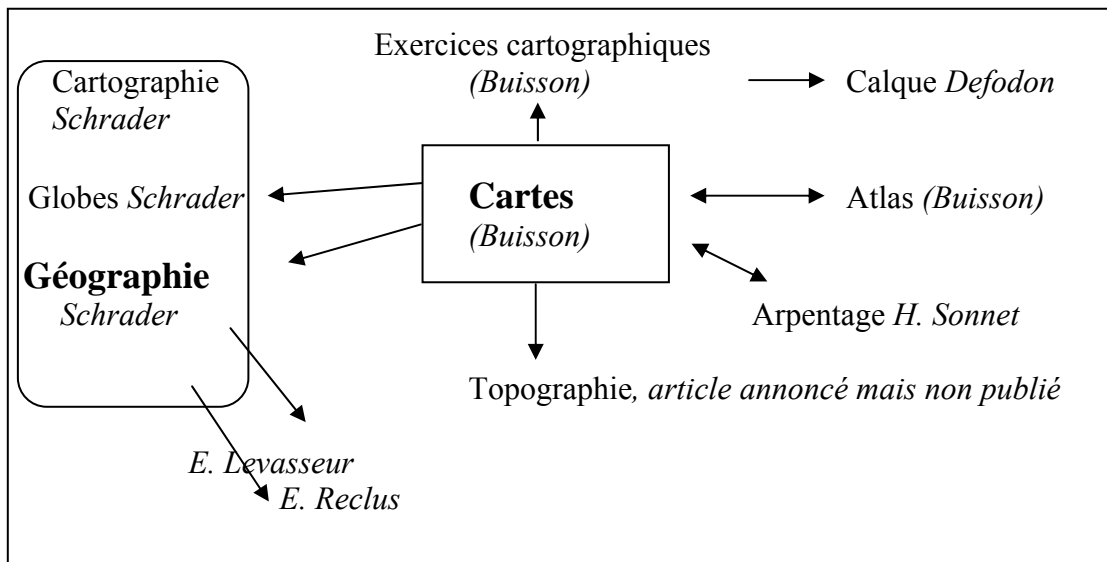 Exercices cartographiques
(Buisson)
Cartographie
Schrader
Calque Defodon
Globes Schrader
Cartes
(Buisson)
Atlas (Buisson)
Géographie
Schrader
Arpentage H. Sonnet
Topographie, article annoncé mais non publié
E. Levasseur
E. Reclus